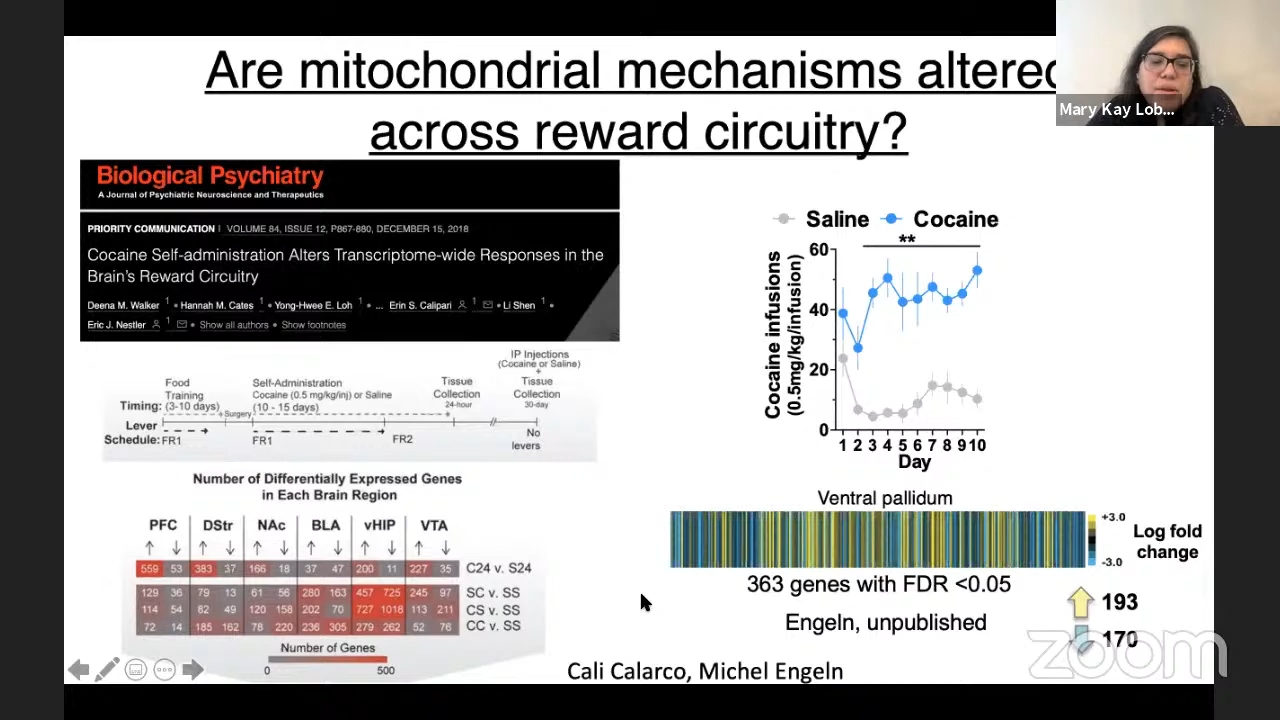 Are mitochondrial mechanisms altered
across reward circuitry?
Mary Kay Lob...
Biological Psychiatry
A Journal of Psychiatric Neuroscience and Therapeutics
PRIORITY COMMUNICATION | VOLUME 84, ISSUE 12, P867-880, DECEMBER 15, 2018
Cocaine Self-administration Alters Transcriptome-wide Responses in the
Brain's Reward Circuitry
Deena M. Walker 1 • Hannah M. Cates 1 • Yong-Hwee E. Loh 1 • ... Erin S. Calipari • Li Shen 1 •
Eric J. Nestler 1 • Show all authors • Show footnotes
IP Injections
(Cocaine or Saline)
+
Food Self-Administration Tissue Tissue
Training Cocaine (0.5 mg/kg/inj) or Saline Collection Collection
Timing: (3-10 days) Surgery (10 - 15 days) 24-hour 30-day
Lever
Schedule: FR1 FR1 FR2 No
levers
Number of Differentially Expressed Genes
in Each Brain Region
PFC DStr NAc BLA vHIP VTA
↑ ↓ ↑ ↓ ↑ ↓ ↑ ↓ ↑ ↓ ↑ ↓
559 53 383 37 166 18 37 47 200 11 227 35 C24 v. S24
129 36 79 13 61 56 280 163 457 725 245 97 SC v. SS
114 54 62 49 120 158 202 70 727 1018 113 211 CS v. SS
72 14 185 162 78 220 236 305 279 262 52 76 CC v. SS
Number of Genes
0 500
Saline Cocaine
**
Cocaine infusions
(0.5mg/kg/infusion)
60
40
20
0
1 2 3 4 5 6 7 8 9 10
Day
Ventral pallidum
+3.0
-3.0
Log fold
change
363 genes with FDR <0.05
193
Engeln, unpublished
170
Cali Calarco, Michel Engeln
zoom